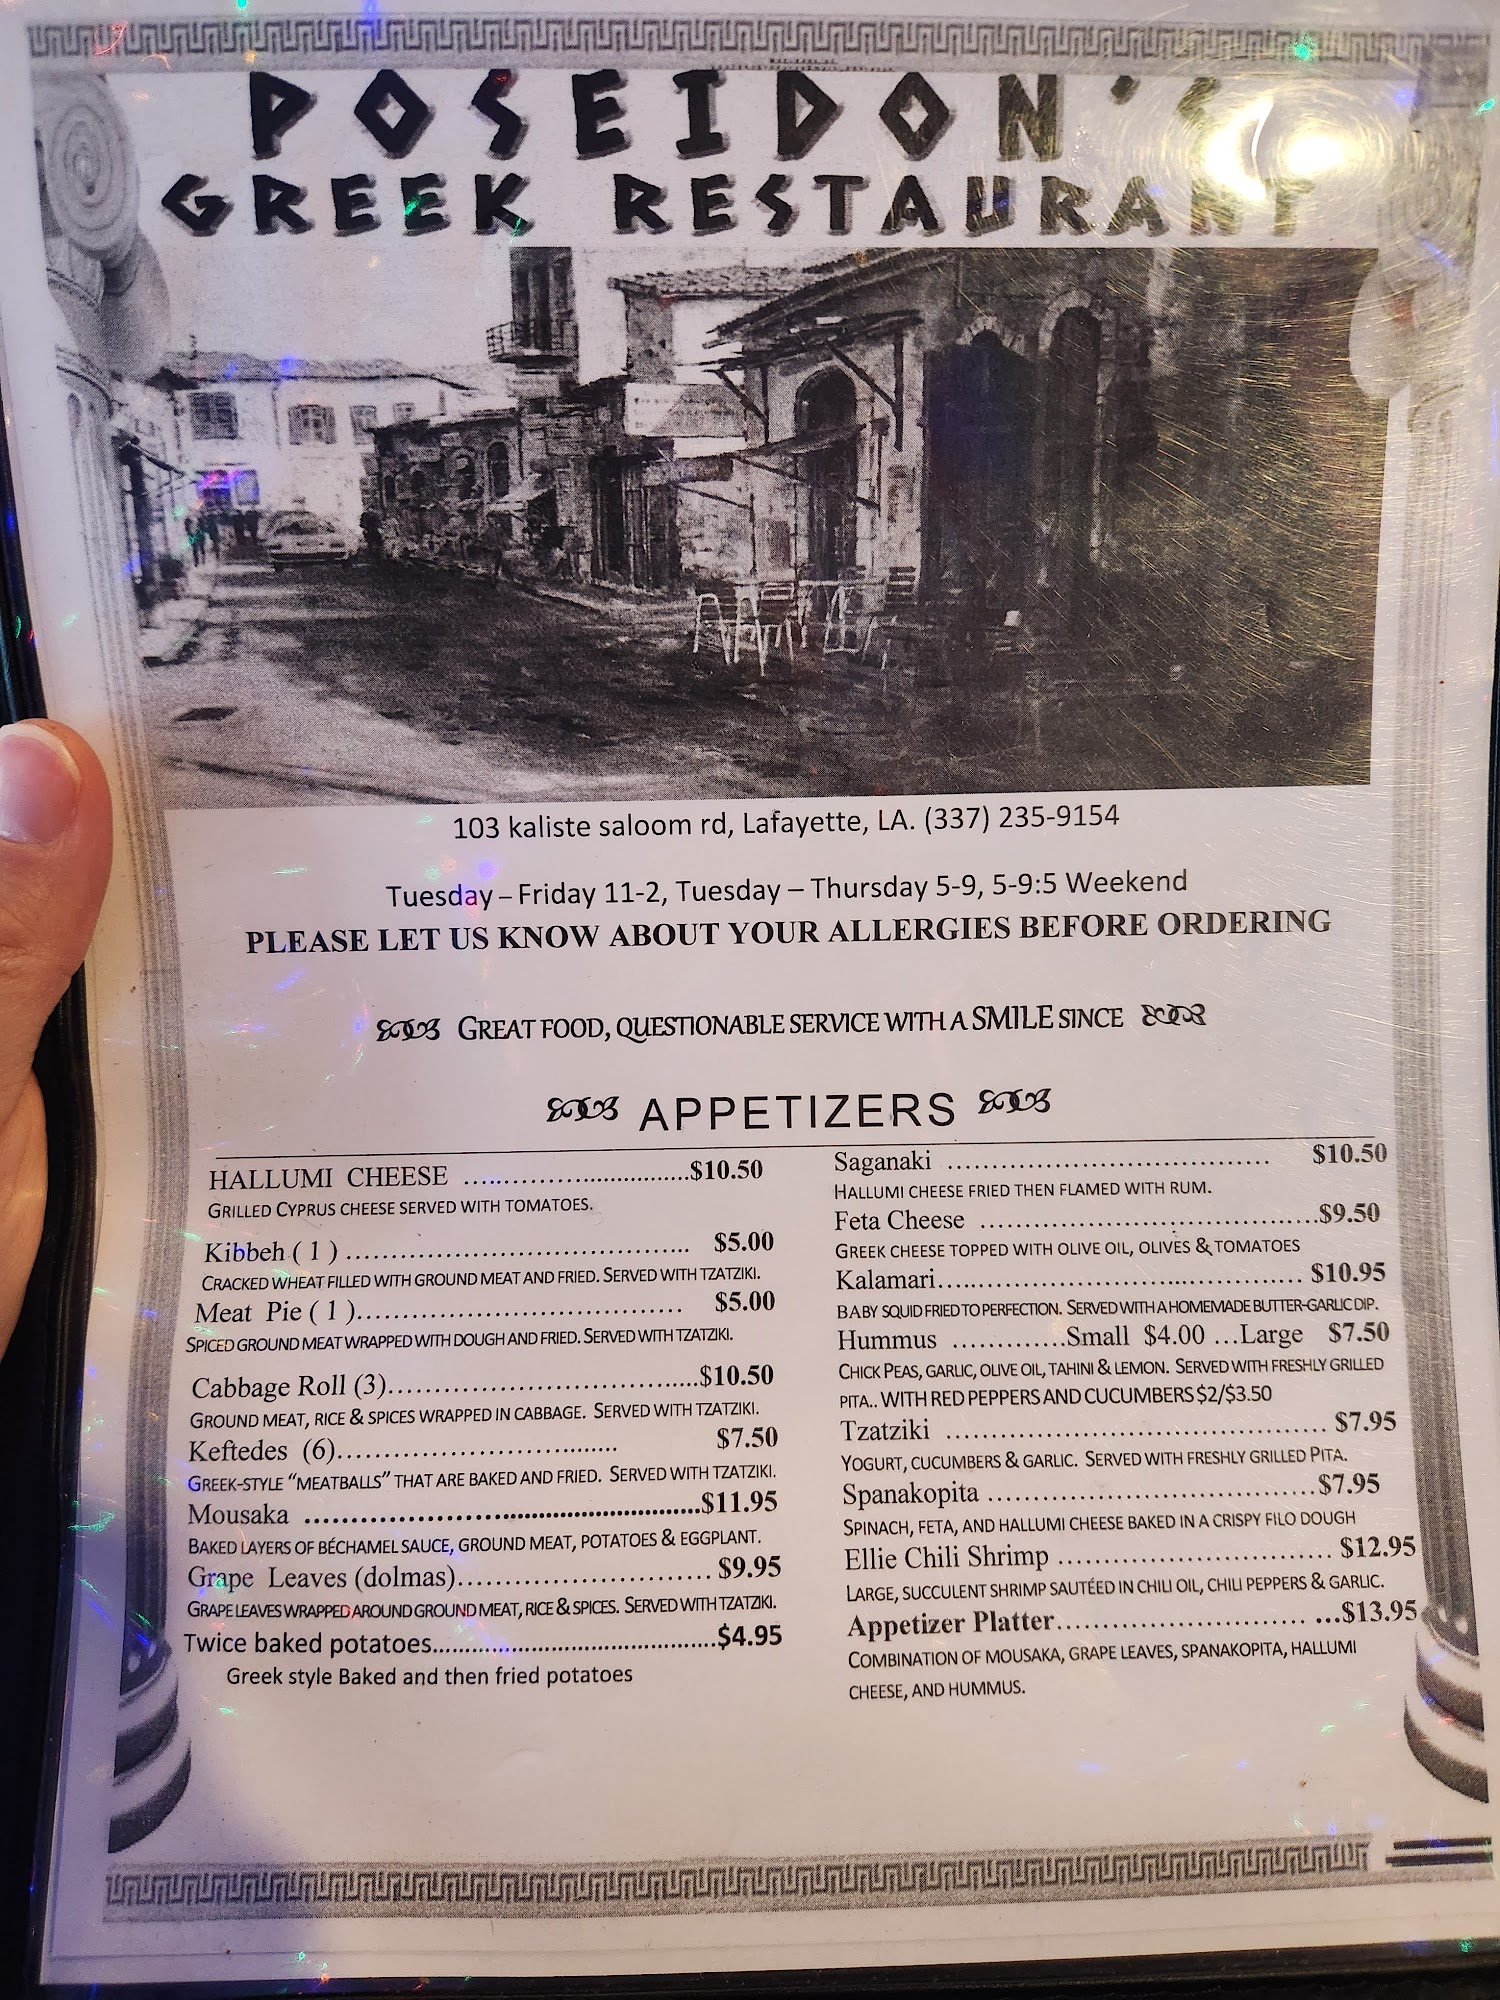 POSEIDON'S
GREEK RESTAURANT
103 kaliste saloom rd, Lafayette, LA. (337) 235-9154
Tuesday – Friday 11-2, Tuesday – Thursday 5-9, 5-9:5 Weekend
PLEASE LET US KNOW ABOUT YOUR ALLERGIES BEFORE ORDERING
GREAT FOOD, QUESTIONABLE SERVICE WITH A SMILE SINCE
APPETIZERS
HALLUMI CHEESE ........................$10.50
GRILLED CYPRUS CHEESE SERVED WITH TOMATOES.
Kibbeh ( 1 ) ....................................... $5.00
CRACKED WHEAT FILLED WITH GROUND MEAT AND FRIED. SERVED WITH TZATZIKI.
Meat Pie ( 1 )..................................... $5.00
SPICED GROUND MEAT WRAPPED WITH DOUGH AND FRIED. SERVED WITH TZATZIKI.
Cabbage Roll (3)...................................$10.50
GROUND MEAT, RICE & SPICES WRAPPED IN CABBAGE. SERVED WITH TZATZIKI.
Keftedes (6)................................ $7.50
GREEK-STYLE “MEATBALLS” THAT ARE BAKED AND FRIED. SERVED WITH TZATZIKI.
Mousaka ...............................................$11.95
BAKED LAYERS OF BÉCHAMEL SAUCE, GROUND MEAT, POTATOES & EGGPLANT.
Grape Leaves (dolmas)............................. $9.95
GRAPE LEAVES WRAPPED AROUND GROUND MEAT, RICE & SPICES. SERVED WITH TZATZIKI.
Twice baked potatoes.......................................$4.95
Greek style Baked and then fried potatoes
Saganaki .................................... $10.50
HALLUMI CHEESE FRIED THEN FLAMED WITH RUM.
Feta Cheese ......................................$9.50
GREEK CHEESE TOPPED WITH OLIVE OIL, OLIVES & TOMATOES
Kalamari.......................................... $10.95
BABY SQUID FRIED TO PERFECTION. SERVED WITH A HOMEMADE BUTTER-GARLIC DIP.
Hummus .............Small $4.00 ...Large $7.50
CHICK PEAS, GARLIC, OLIVE OIL, TAHINI & LEMON. SERVED WITH FRESHLY GRILLED
PITA.. WITH RED PEPPERS AND CUCUMBERS $2/$3.50
Tzatziki ........................................... $7.95
YOGURT, CUCUMBERS & GARLIC. SERVED WITH FRESHLY GRILLED PITA.
Spanakopita .....................................$7.95
SPINACH, FETA, AND HALLUMI CHEESE BAKED IN A CRISPY FILO DOUGH
Ellie Chili Shrimp ............................... $12.95
LARGE, SUCCULENT SHRIMP SAUTÉED IN CHILI OIL, CHILI PEPPERS & GARLIC.
Appetizer Platter............................ ...$13.95
COMBINATION OF MOUSAKA, GRAPE LEAVES, SPANAKOPITA, HALLUMI
CHEESE, AND HUMMUS.